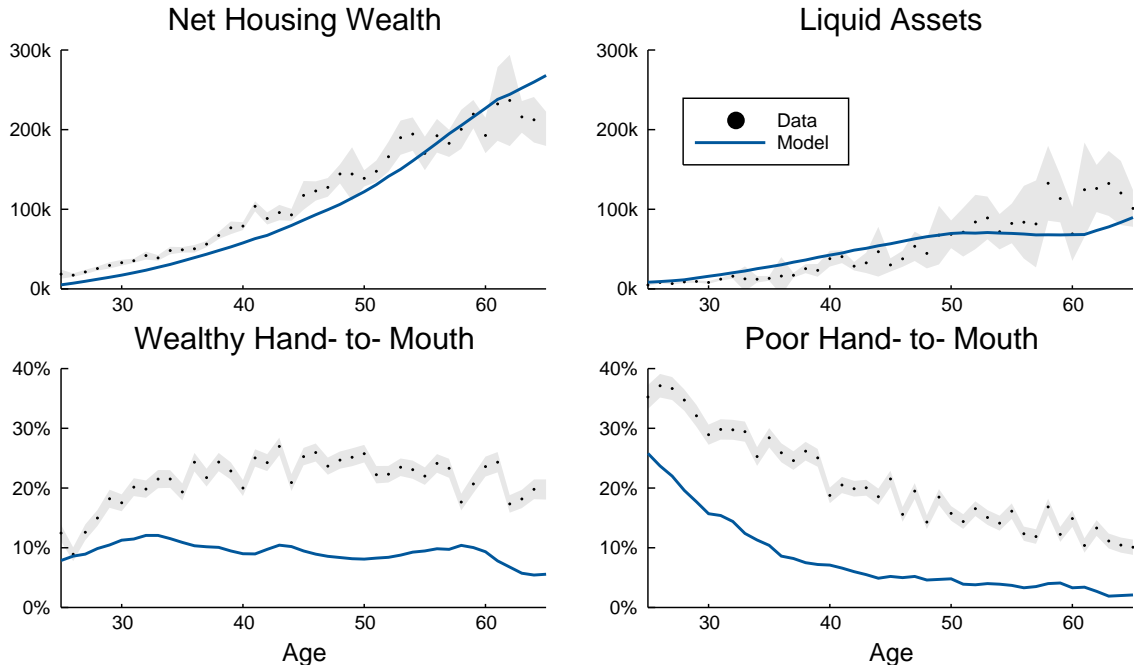 Net Housing Wealth
300k
200k
100k
0k
30
40
50
60
Liquid Assets
300k
200k
100k
0k
30
40
50
60
Data
Model
Wealthy Hand- to- Mouth
40%
30%
20%
10%
0%
30
40
50
60
Age
Poor Hand- to- Mouth
40%
30%
20%
10%
0%
30
40
50
60
Age